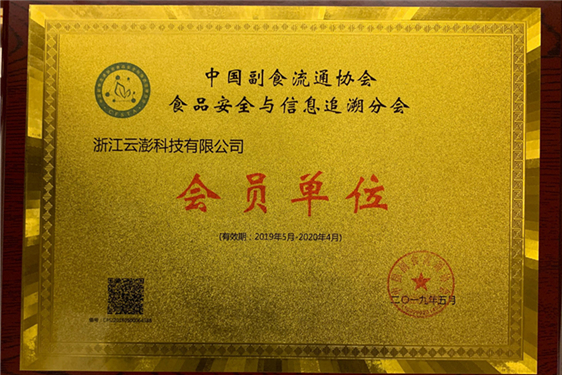 中国副食流通协会
食品安全与信息追溯分会
浙江云澎科技有限公司
会员单位
(有效期：2019年5月-2020年4月)
二〇一九年五月